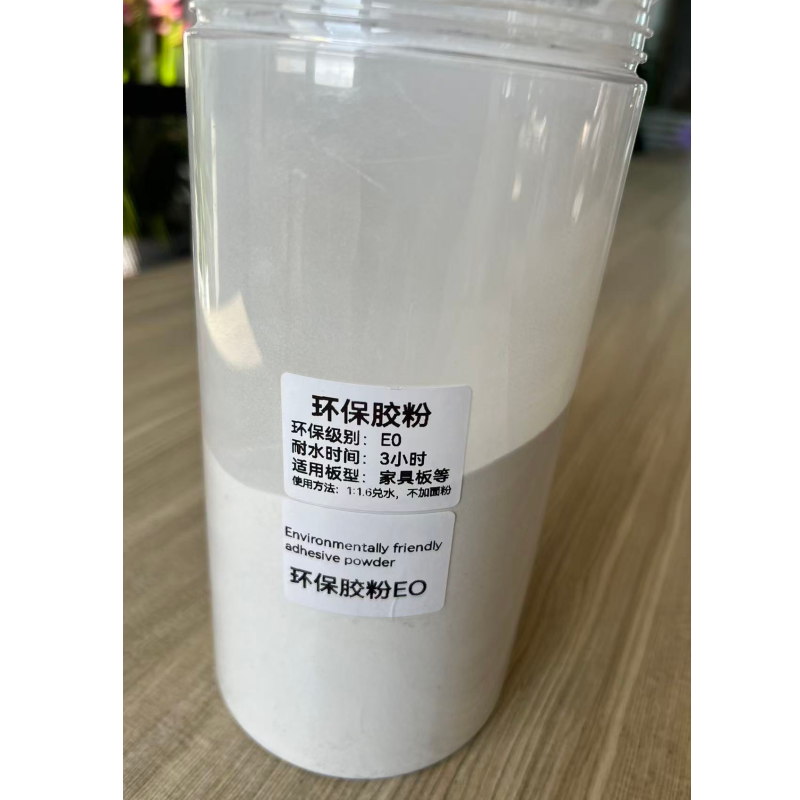 环保胶粉
环保级别：E0
耐水时间：3小时
适用板型：家具板等
使用方法：1:1.6兑水，不加面粉
Environmentally friendly
adhesive powder
环保胶粉EO